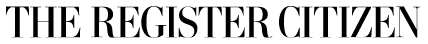 THE REGISTER CITIZEN